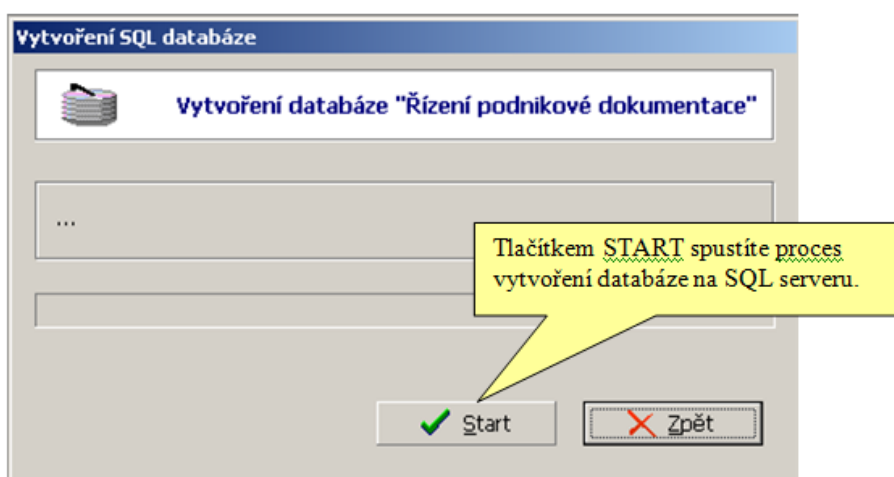 Vytvoření SQL databáze
Vytvoření databáze "Řízení podnikové dokumentace"
...
Tlačítkem START spustíte proces
vytvoření databáze na SQL serveru.
Start
Zpět